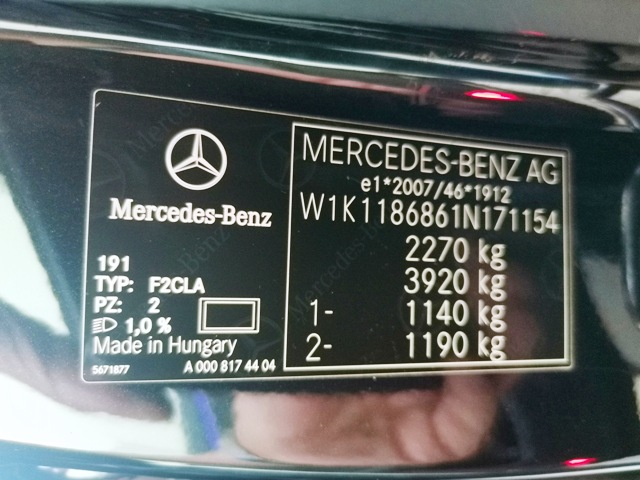 Mercedes-Benz
191
TYP: F2CLA
PZ: 2
1,0 %
Made in Hungary
5671877
A 000 817 44 04
MERCEDES-BENZ AG
e1*2007/46*1912
W1K1186861N171154
2270 kg
3920 kg
1- 1140 kg
2- 1190 kg